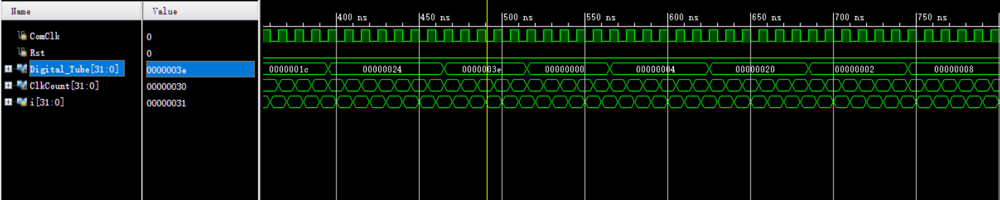 Name Value
400 ns 450 ns 500 ns 550 ns 600 ns 650 ns 700 ns 750 ns
ComClk 0
Rst 0
Digital_Tube[31:0] 0000003e 0000001c 00000024 0000003e 00000000 00000004 00000020 00000002 00000008
ClkCount[31:0] 00000030
i[31:0] 00000031